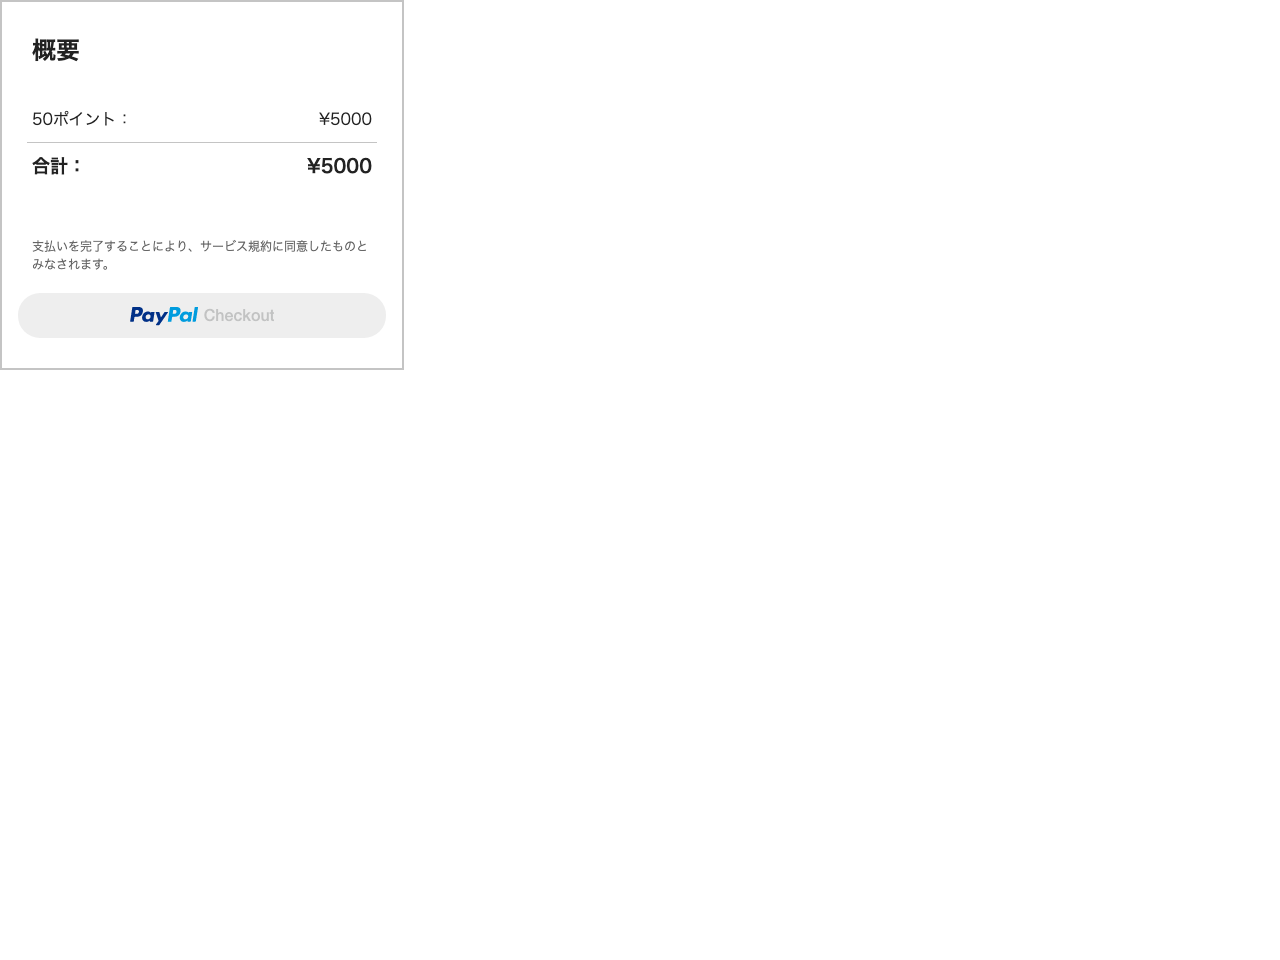 概要
50ポイント： ¥5000
合計： ¥5000
支払いを完了することにより、サービス規約に同意したものと
みなされます。
PayPal Checkout